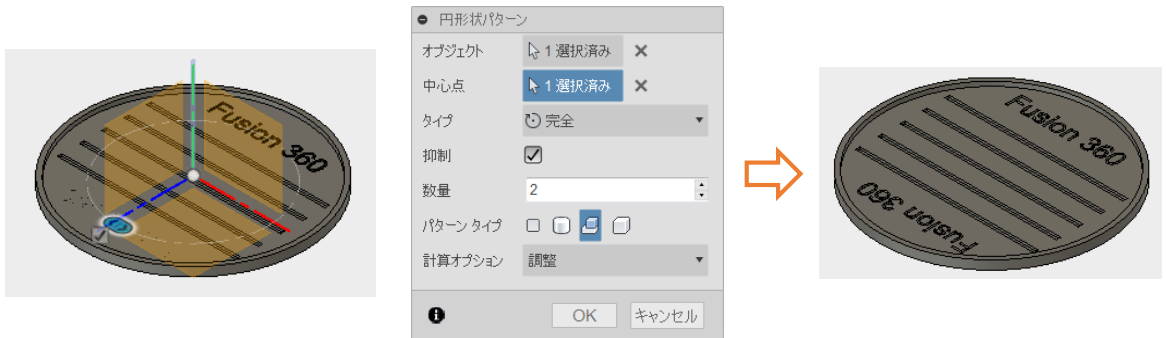 Fusion 360
円形状パターン
オブジェクト 1 選択済み
中心点 1 選択済み
タイプ 完全
抑制
数量 2
パターン タイプ
計算オプション 調整
OK キャンセル
Fusion 360
Fusion 360